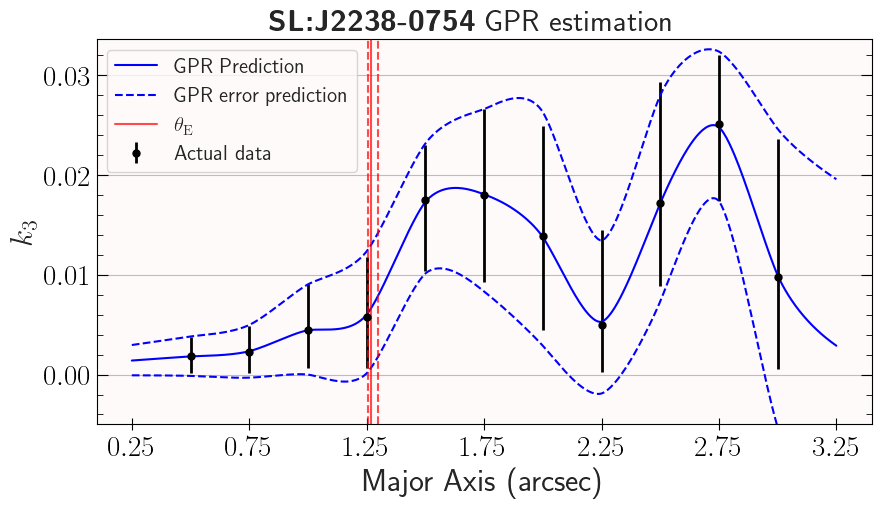 SL:J2238-0754 GPR estimation
GPR Prediction
GPR error prediction
θE
Actual data
0.03
0.02
0.01
0.00
k3
0.25 0.75 1.25 1.75 2.25 2.75 3.25
Major Axis (arcsec)